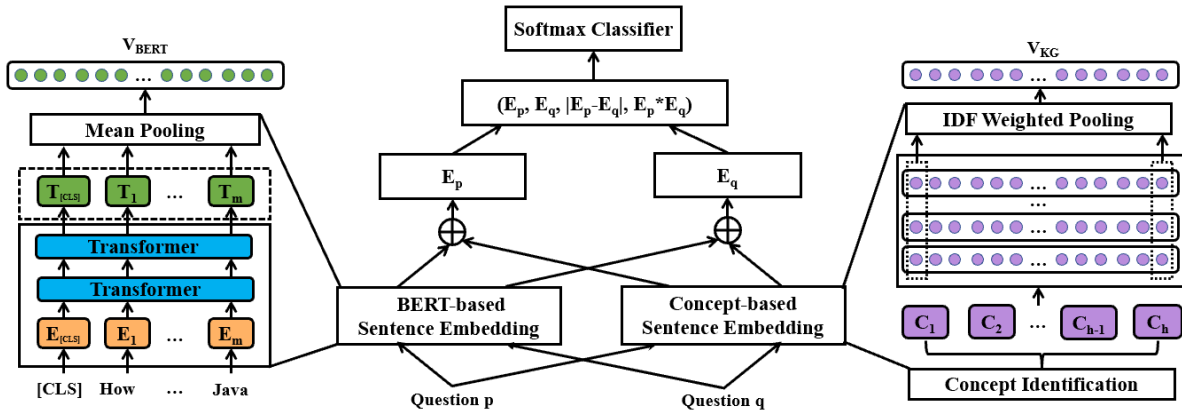 Softmax Classifier
V_BERT
V_KG
...
...
(E_p, E_q, |E_p-E_q|, E_p*E_q)
Mean Pooling
IDF Weighted Pooling
T_[CLS] T_1 ... T_m
E_p
E_q
...
...
Transformer
...
Transformer
...
BERT-based
Sentence Embedding
Concept-based
Sentence Embedding
E_[CLS] E_1 ... E_m
C_1 C_2 ... C_h-1 C_h
[CLS] How ... Java
Question p
Question q
Concept Identification